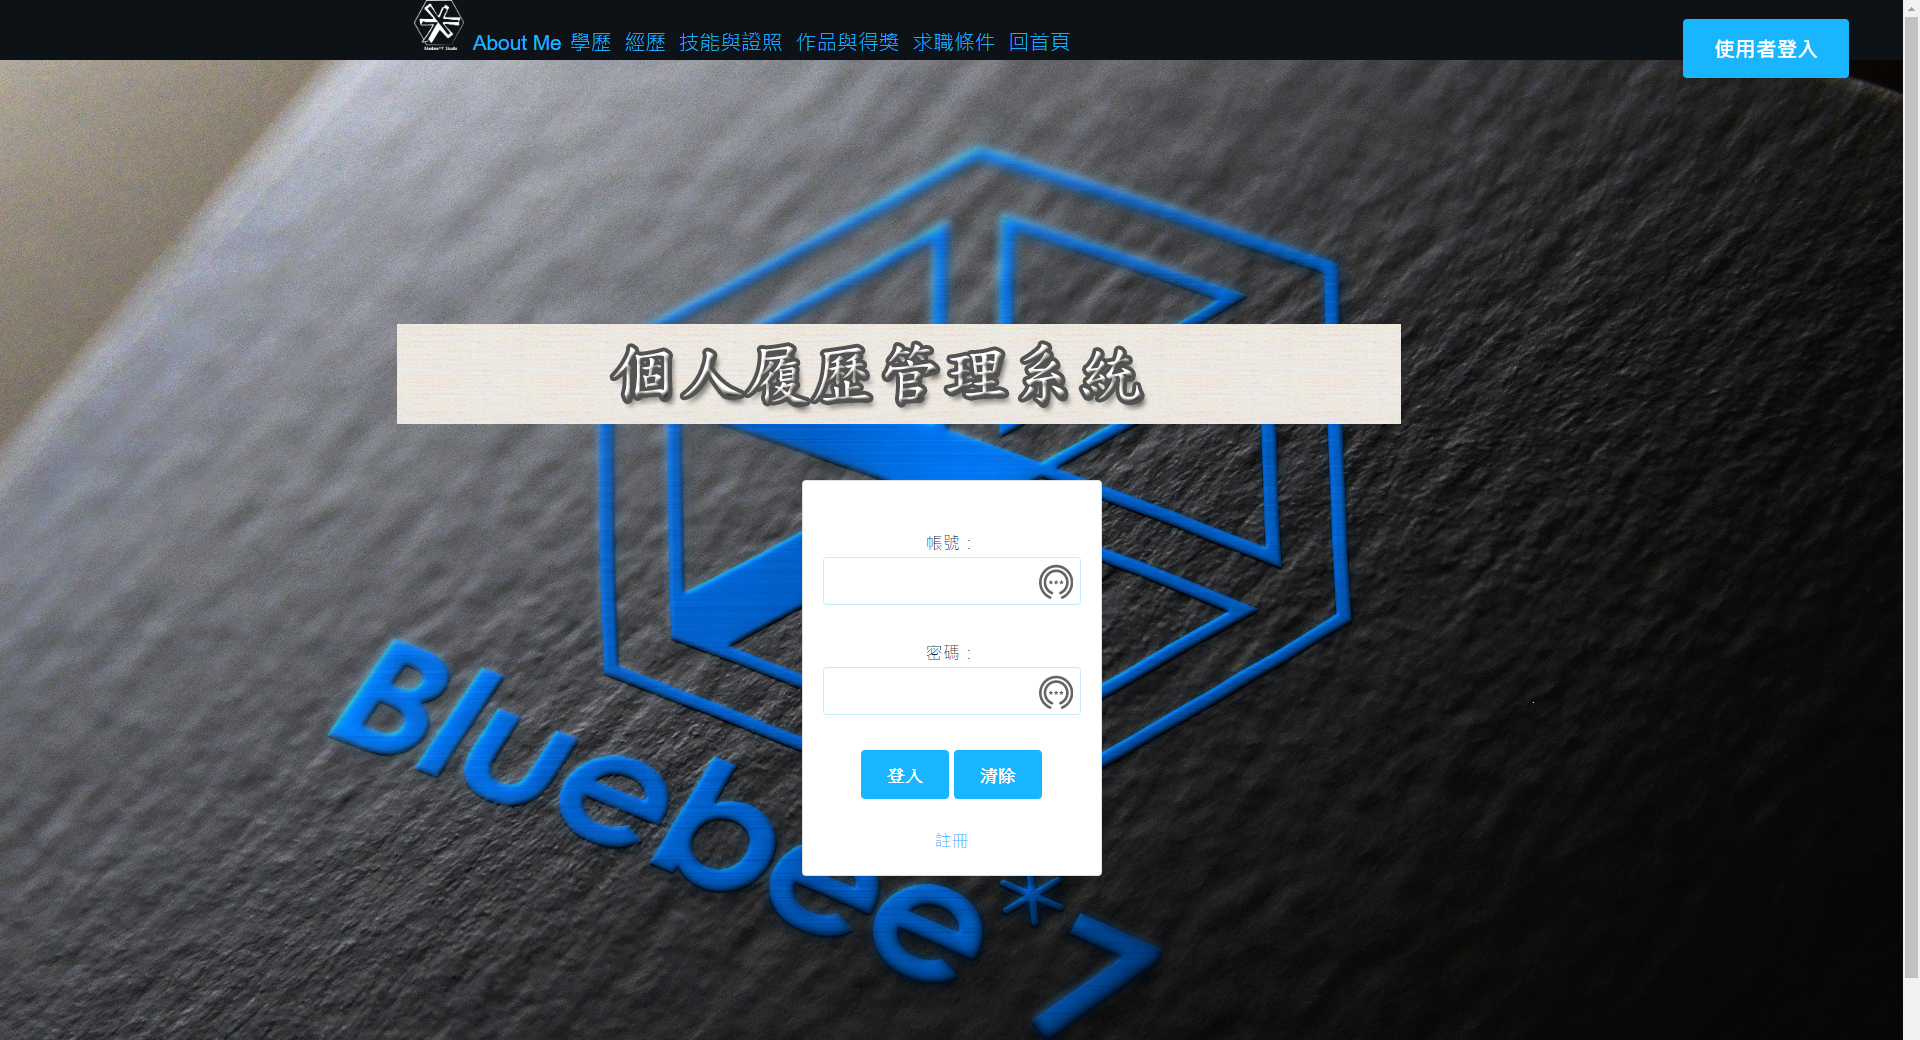 About Me 學歷 經歷 技能與證照 作品與得獎 求職條件 回首頁
使用者登入
個人履歷管理系統
帳號：
密碼：
登入 清除
註冊
Bluebee*7